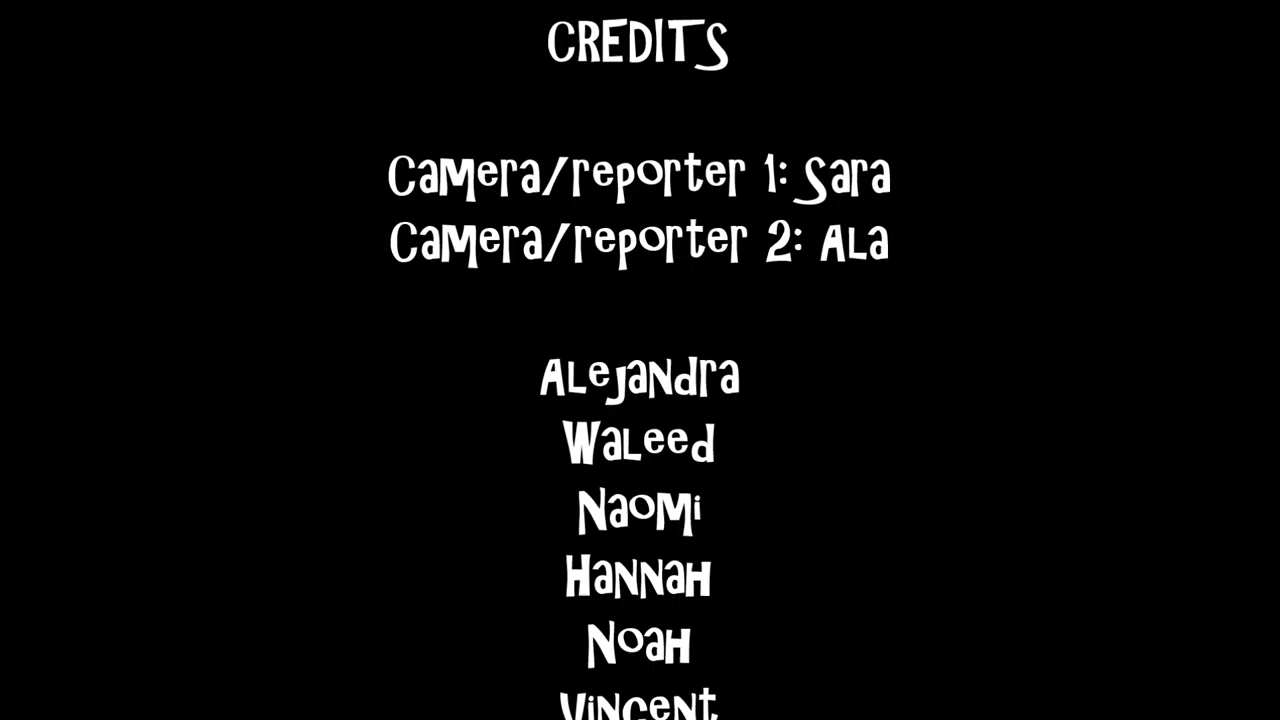 CREDITS
Camera/reporter 1: Sara
Camera/reporter 2: Ala
Alejandra
Waleed
Naomi
Hannah
Noah
Vincent